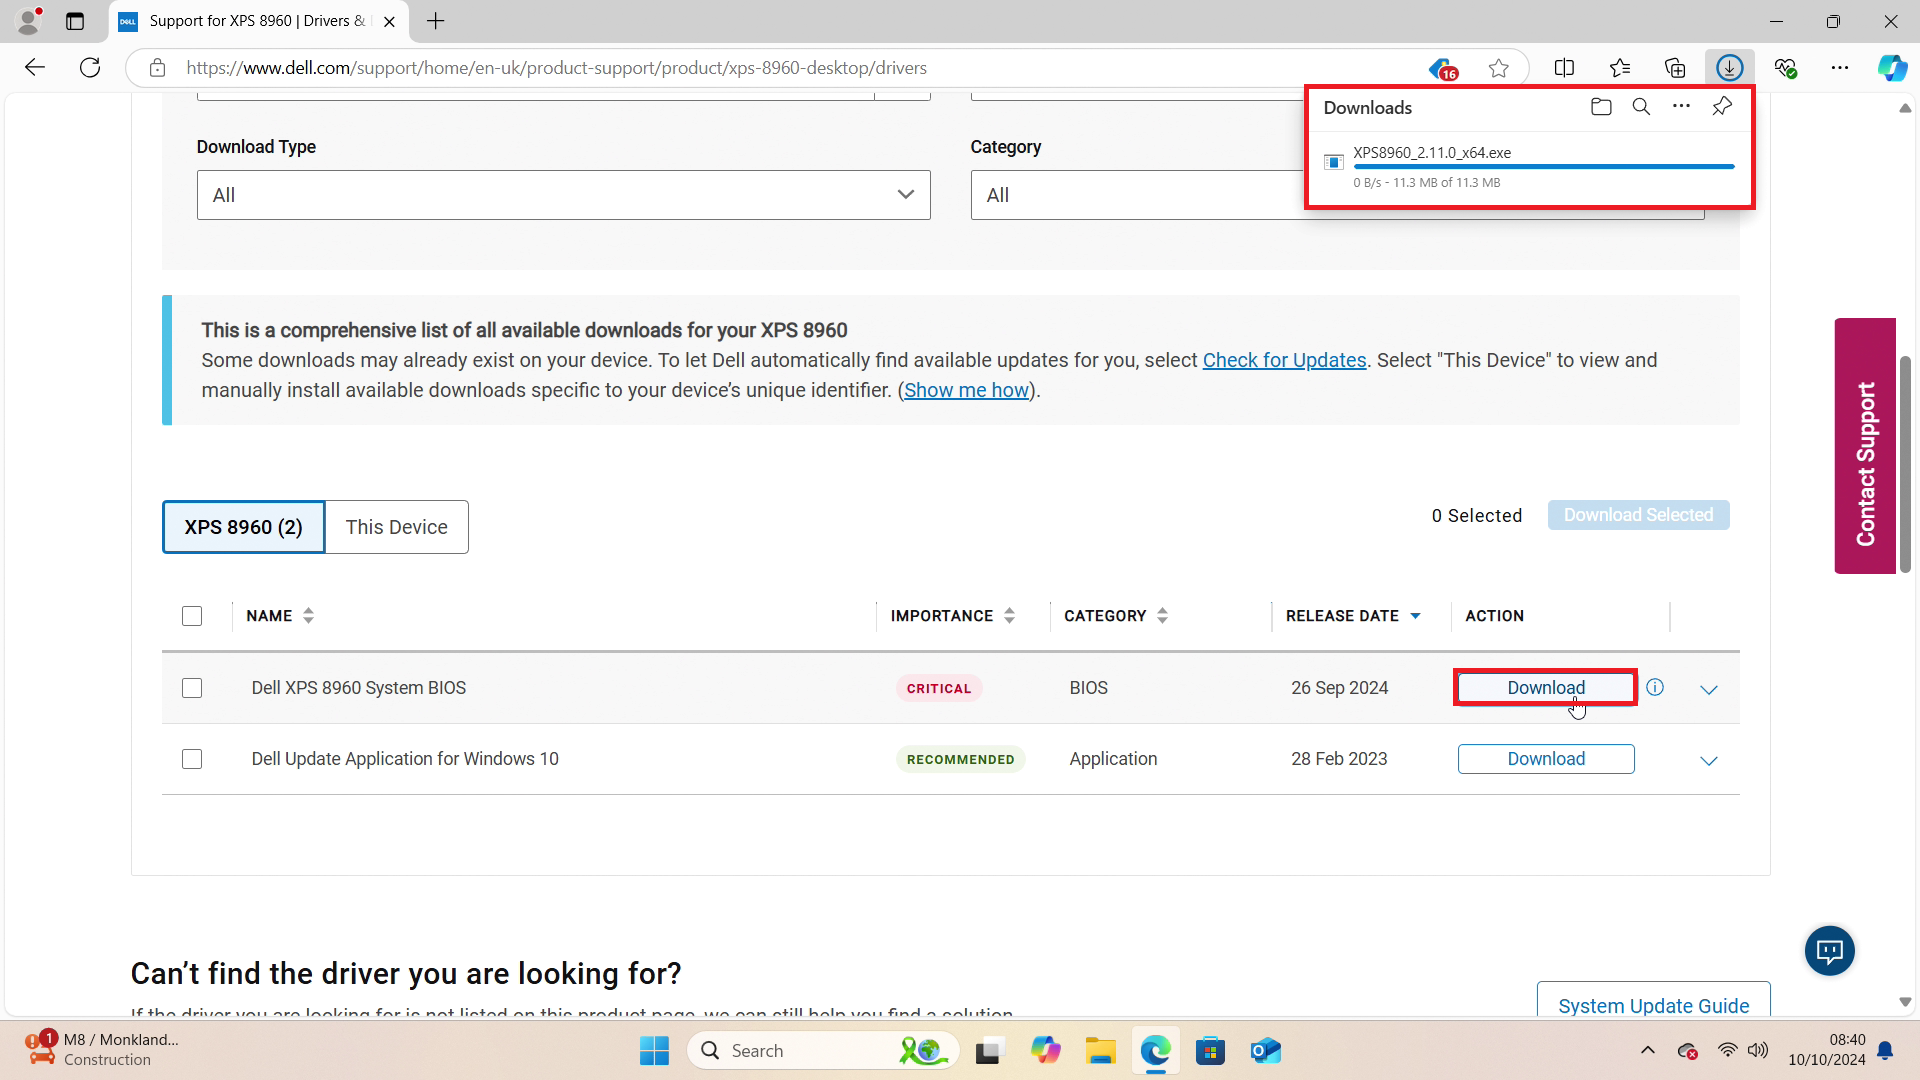 DELL
Support for XPS 8960 | Drivers &
https://www.dell.com/support/home/en-uk/product-support/product/xps-8960-desktop/drivers
16
Downloads
XPS8960_2.11.0_x64.exe
0 B/s - 11.3 MB of 11.3 MB
Download Type
Category
All
All
This is a comprehensive list of all available downloads for your XPS 8960
Some downloads may already exist on your device. To let Dell automatically find available updates for you, select Check for Updates. Select "This Device" to view and
manually install available downloads specific to your device’s unique identifier. (Show me how).
Contact Support
XPS 8960 (2)
This Device
0 Selected
Download Selected
NAME
IMPORTANCE
CATEGORY
RELEASE DATE
ACTION
Dell XPS 8960 System BIOS
CRITICAL
BIOS
26 Sep 2024
Download
Dell Update Application for Windows 10
RECOMMENDED
Application
28 Feb 2023
Download
Can’t find the driver you are looking for?
If the driver you are looking for is not listed on this product page, we can still help you find a solution
System Update Guide
1
M8 / Monkland...
Construction
Search
08:40
10/10/2024